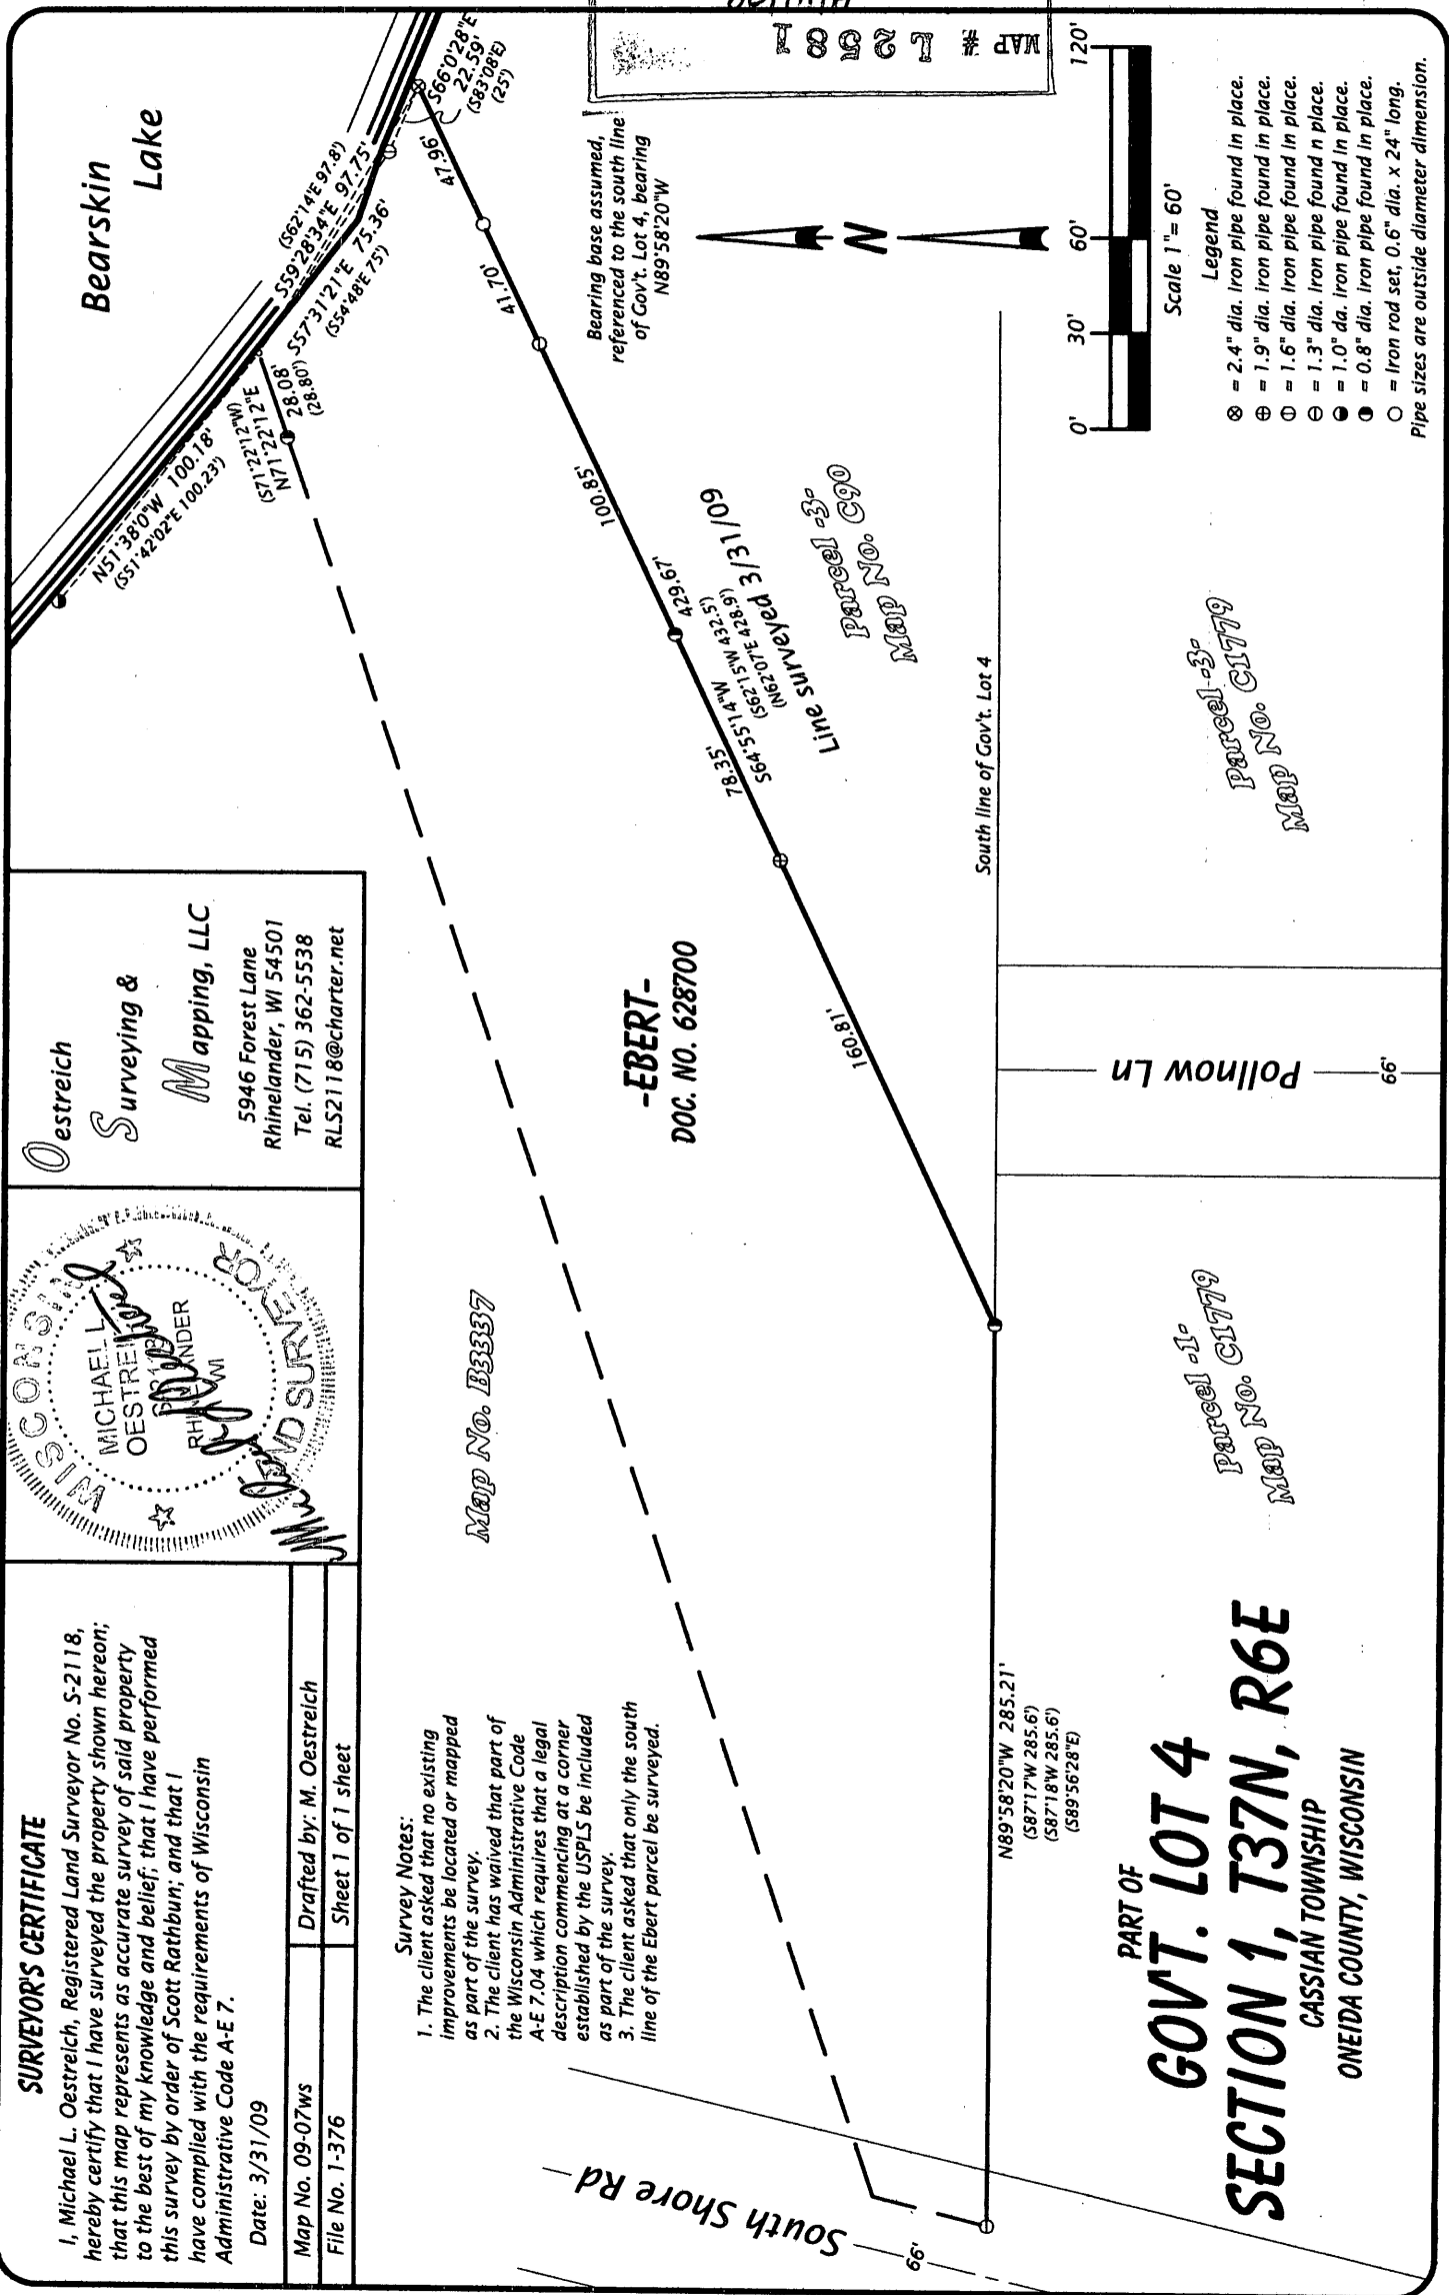 SURVEYOR'S CERTIFICATE
I, Michael L. Oestreich, Registered Land Surveyor No. S-2118,
hereby certify that I have surveyed the property shown hereon;
that this map represents as accurate survey of said property
to the best of my knowledge and belief; that I have performed
this survey by order of Scott Rathbun; and that I
have complied with the requirements of Wisconsin
Administrative Code A-E 7.
Date: 3/31/09
Map No. 09-07ws
Drafted by: M. Oestreich
File No. 1-376
Sheet 1 of 1 sheet
WISCONSIN
MICHAEL L.
OESTREICH
RHINELANDER
WI
LAND SURVEYOR
Oestreich
Surveying &
Mapping, LLC
5946 Forest Lane
Rhinelander, WI 54501
Tel. (715) 362-5538
RLS2118@charter.net
Bearskin
Lake
N51°38'0"W 100.18'
(S51°42'02"E 100.23')
(S62°14'E 97.8')
S59°28'34"E 97.75'
S57°31'21"E 75.36'
(S54°48'E 75')
(S71°22'12"W)
N71°22'12"E
28.08'
(28.80')
S66°0'28"E
22.59'
(S83°08'E)
(25')
47.96'
41.70'
100.85'
429.67'
78.35'
S64°55'14"W
(S62°15'W 432.5')
(N62°07'E 428.9')
Line surveyed 3/31/09
160.81'
MAP # L2581
Bearing base assumed,
referenced to the south line
of Gov't. Lot 4, bearing
N89°58'20"W
N
0' 30' 60' 120'
Scale 1"= 60'
Legend
⊗ = 2.4" dia. iron pipe found in place.
⊕ = 1.9" dia. iron pipe found in place.
⦶ = 1.6" dia. iron pipe found in place.
⊖ = 1.3" dia. iron pipe found n place.
◒ = 1.0" da. iron pipe found in place.
◑ = 0.8" dia. iron pipe found in place.
○ = Iron rod set, 0.6" dia. x 24" long.
Pipe sizes are outside diameter dimension.
-EBERT-
DOC. NO. 628700
Map No. B3337
Parcel -3-
Map No. C90
South line of Gov't. Lot 4
Parcel -3-
Map No. C1779
Pollnow Ln
66'
Parcel -1-
Map No. C1779
Survey Notes:
1. The client asked that no existing
improvements be located or mapped
as part of the survey.
2. The client has waived that part of
the Wisconsin Administrative Code
A-E 7.04 which requires that a legal
description commencing at a corner
established by the USPLS be included
as part of the survey.
3. The client asked that only the south
line of the Ebert parcel be surveyed.
N89°58'20"W 285.21'
(S87°17'W 285.6')
(S87°18'W 285.6')
(S89°56'28"E)
South Shore Rd
66'
PART OF
GOV'T. LOT 4
SECTION 1, T37N, R6E
CASSIAN TOWNSHIP
ONEIDA COUNTY, WISCONSIN